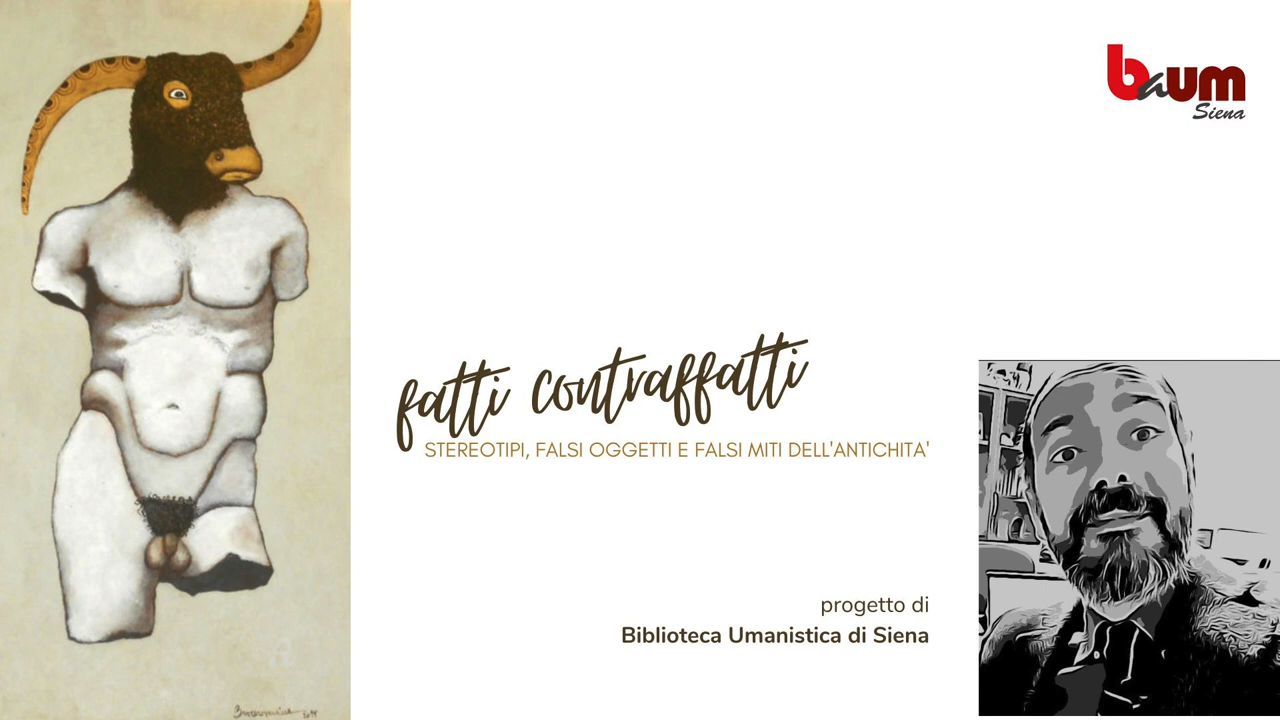 baum
Siena
fatti contraffatti
STEREOTIPI, FALSI OGGETTI E FALSI MITI DELL'ANTICHITA'
progetto di
Biblioteca Umanistica di Siena